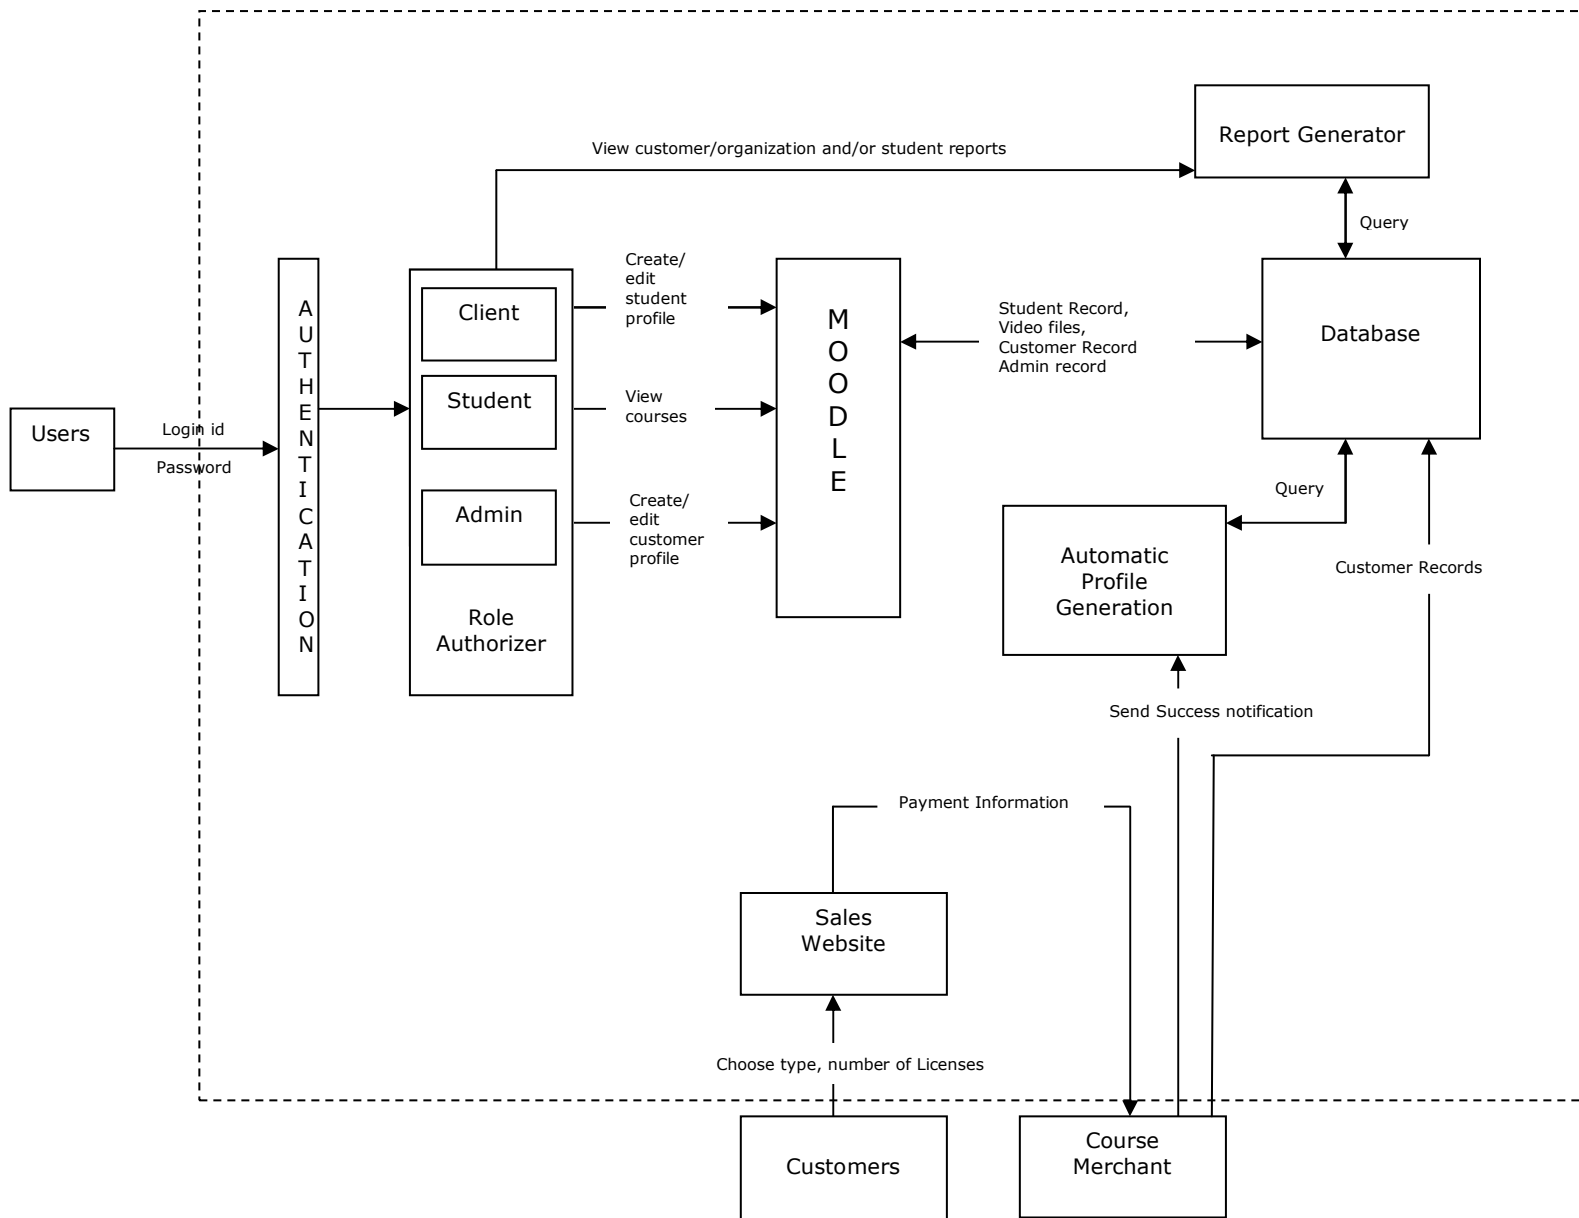 Report Generator
View customer/organization and/or student reports
Query
Create/
edit
student
profile
AUTHENTICATION
Client
MOODLE
Student Record,
Video files,
Customer Record
Admin record
Database
Student
View
courses
Users
Login id
Password
Admin
Create/
edit
customer
profile
Query
Automatic
Profile
Generation
Customer Records
Role
Authorizer
Send Success notification
Payment Information
Sales
Website
Choose type, number of Licenses
Customers
Course
Merchant